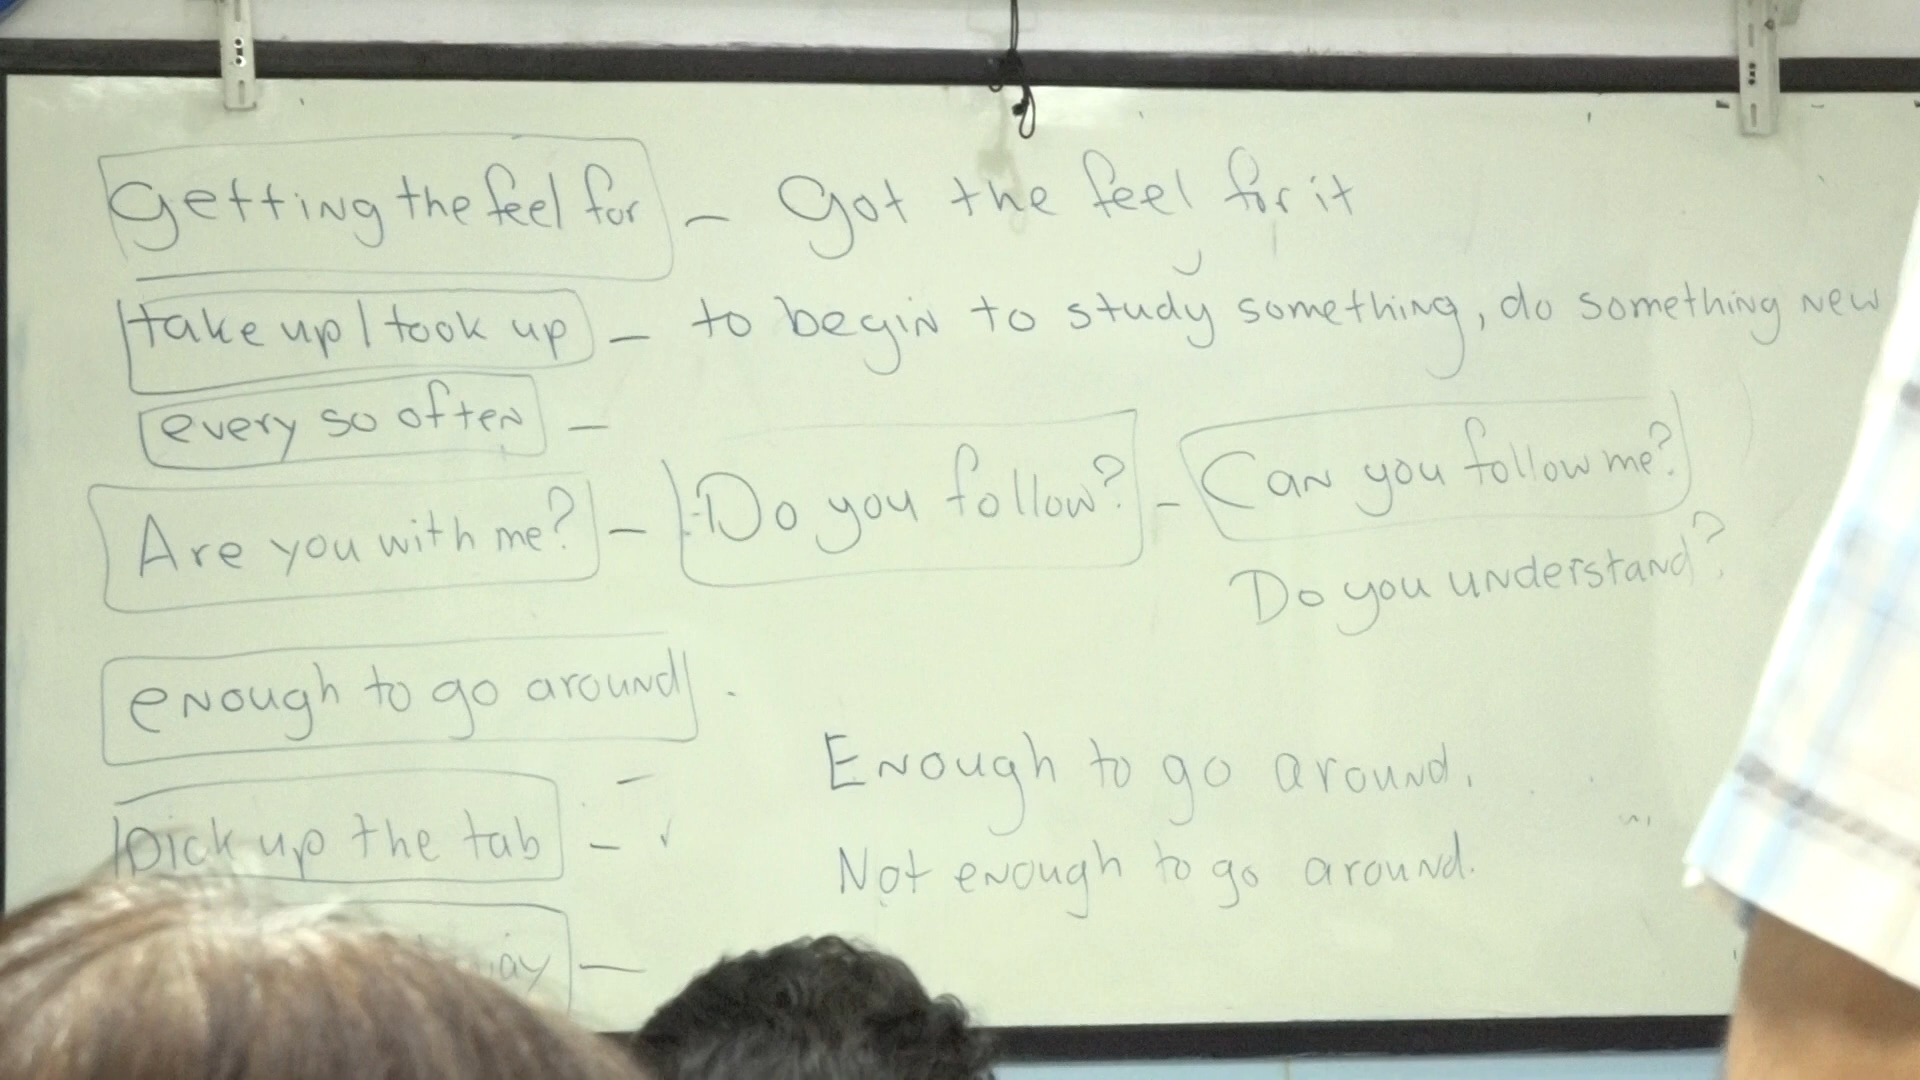 Getting the feel for - Got the feel for it
take up / took up - to begin to study something, do something new
every so often -
Are you with me? - Do you follow? - Can you follow me?
Do you understand?
enough to go around.
Enough to go around.
pick up the tab -
Not enough to go around.